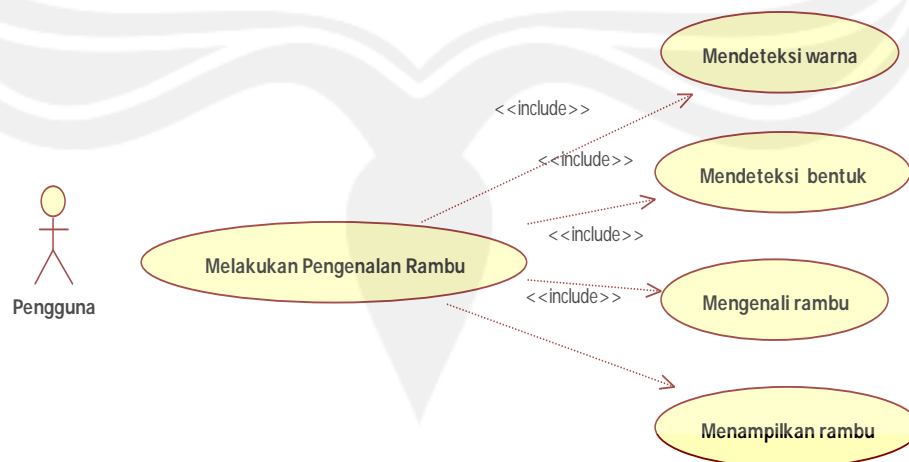 Mendeteksi warna
<<include>>
<<include>>
Mendeteksi bentuk
<<include>>
Melakukan Pengenalan Rambu
<<include>>
Mengenali rambu
Pengguna
Menampilkan rambu